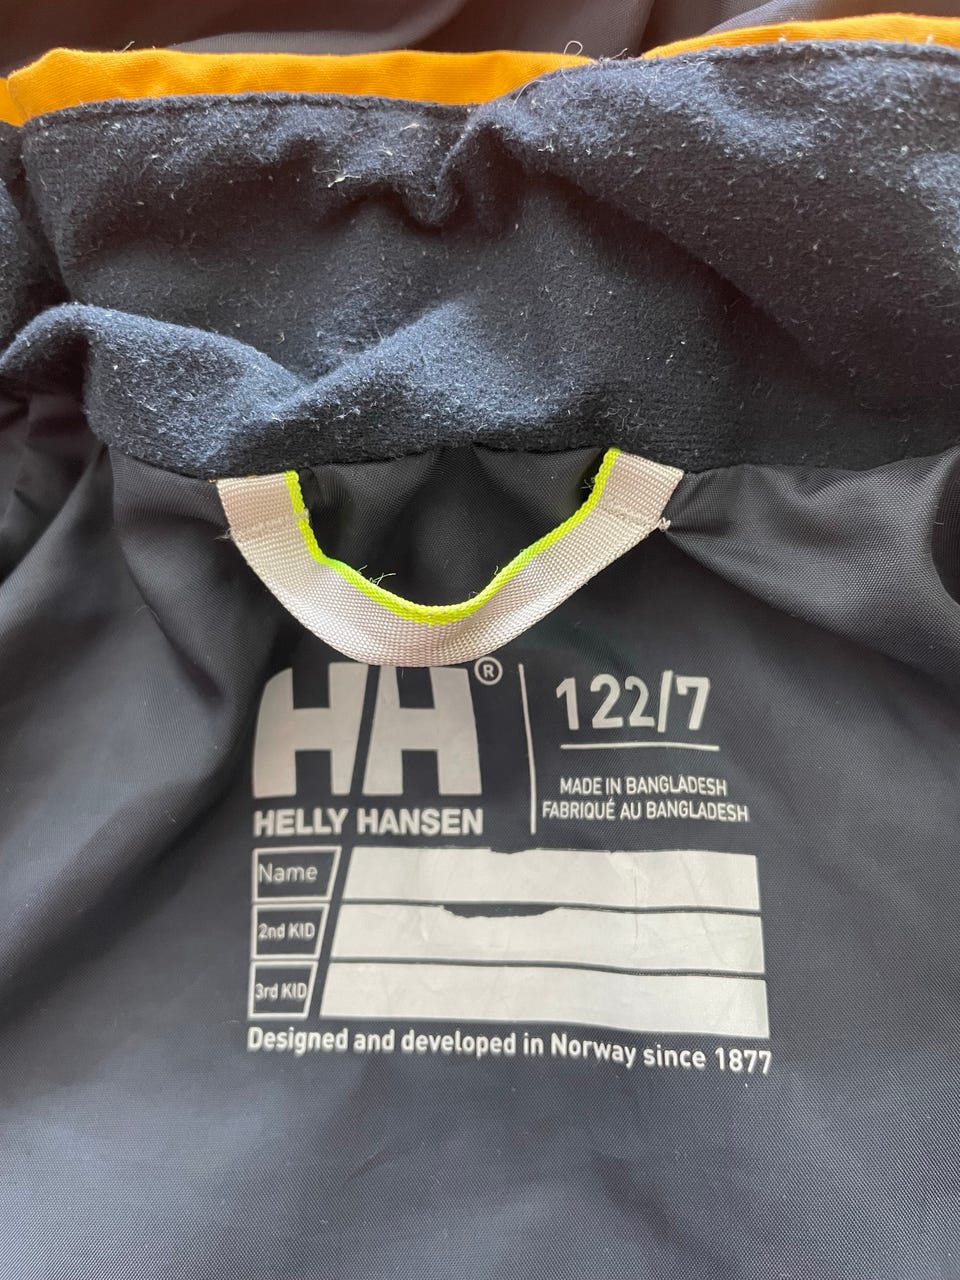 HH®
HELLY HANSEN
122/7
MADE IN BANGLADESH
FABRIQUÉ AU BANGLADESH
Name
2nd KID
3rd KID
Designed and developed in Norway since 1877